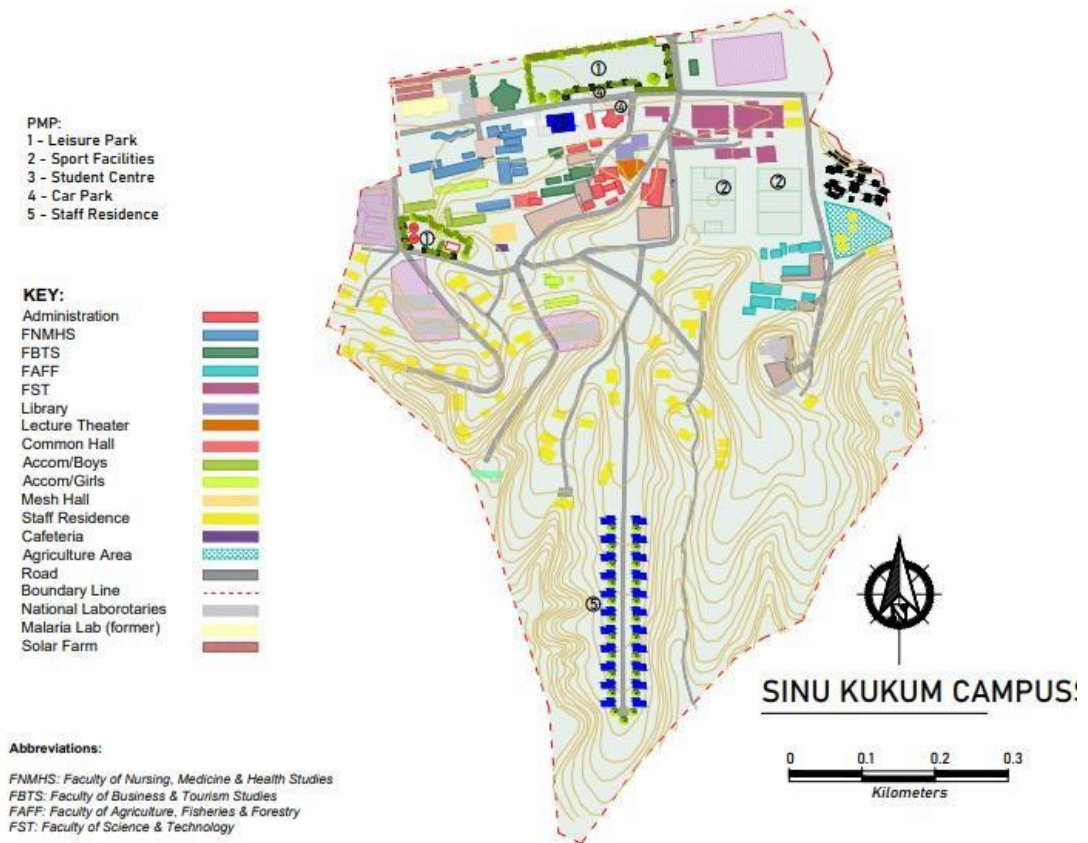 PMP:
1 - Leisure Park
2 - Sport Facilities
3 - Student Centre
4 - Car Park
5 - Staff Residence
1
4
4
2
2
1
5
KEY:
Administration
FNMHS
FBTS
FAFF
FST
Library
Lecture Theater
Common Hall
Accom/Boys
Accom/Girls
Mesh Hall
Staff Residence
Cafeteria
Agriculture Area
Road
Boundary Line
National Laborotaries
Malaria Lab (former)
Solar Farm
N
SINU KUKUM CAMPUSS
0 0.1 0.2 0.3
Kilometers
Abbreviations:
FNMHS: Faculty of Nursing, Medicine & Health Studies
FBTS: Faculty of Business & Tourism Studies
FAFF: Faculty of Agriculture, Fisheries & Forestry
FST: Faculty of Science & Technology